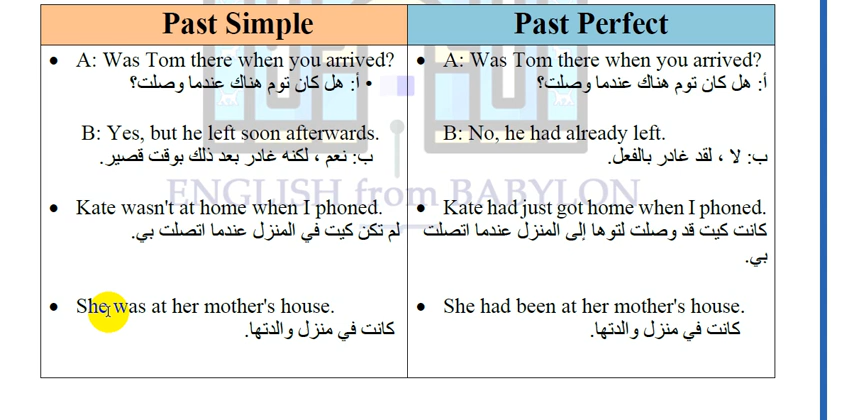 Past Simple
Past Perfect
• A: Was Tom there when you arrived?
• أ: هل كان توم هناك عندما وصلت؟
B: Yes, but he left soon afterwards.
ب: نعم ، لكنه غادر بعد ذلك بوقت قصير.
• Kate wasn't at home when I phoned.
لم تكن كيت في المنزل عندما اتصلت بي.
• She was at her mother's house.
كانت في منزل والدتها.
• A: Was Tom there when you arrived?
أ: هل كان توم هناك عندما وصلت؟
B: No, he had already left.
ب: لا ، لقد غادر بالفعل.
• Kate had just got home when I phoned.
كانت كيت قد وصلت لتوها إلى المنزل عندما اتصلت
بي.
• She had been at her mother's house.
كانت في منزل والدتها.
ENGLISH from BABYLON